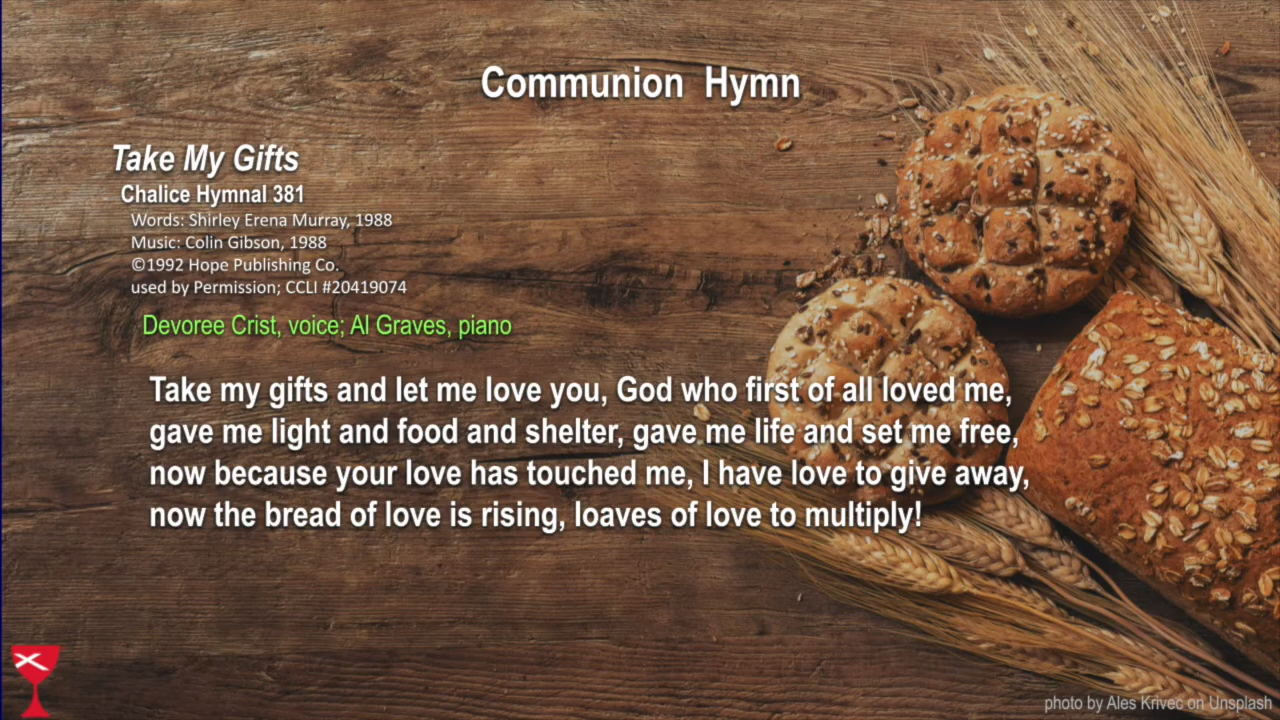 Communion Hymn
Take My Gifts
Chalice Hymnal 381
Words: Shirley Erena Murray, 1988
Music: Colin Gibson, 1988
©1992 Hope Publishing Co.
used by Permission; CCLI #20419074
Devoree Crist, voice; Al Graves, piano
Take my gifts and let me love you, God who first of all loved me,
gave me light and food and shelter, gave me life and set me free,
now because your love has touched me, I have love to give away,
now the bread of love is rising, loaves of love to multiply!
photo by Ales Krivec on Unsplash